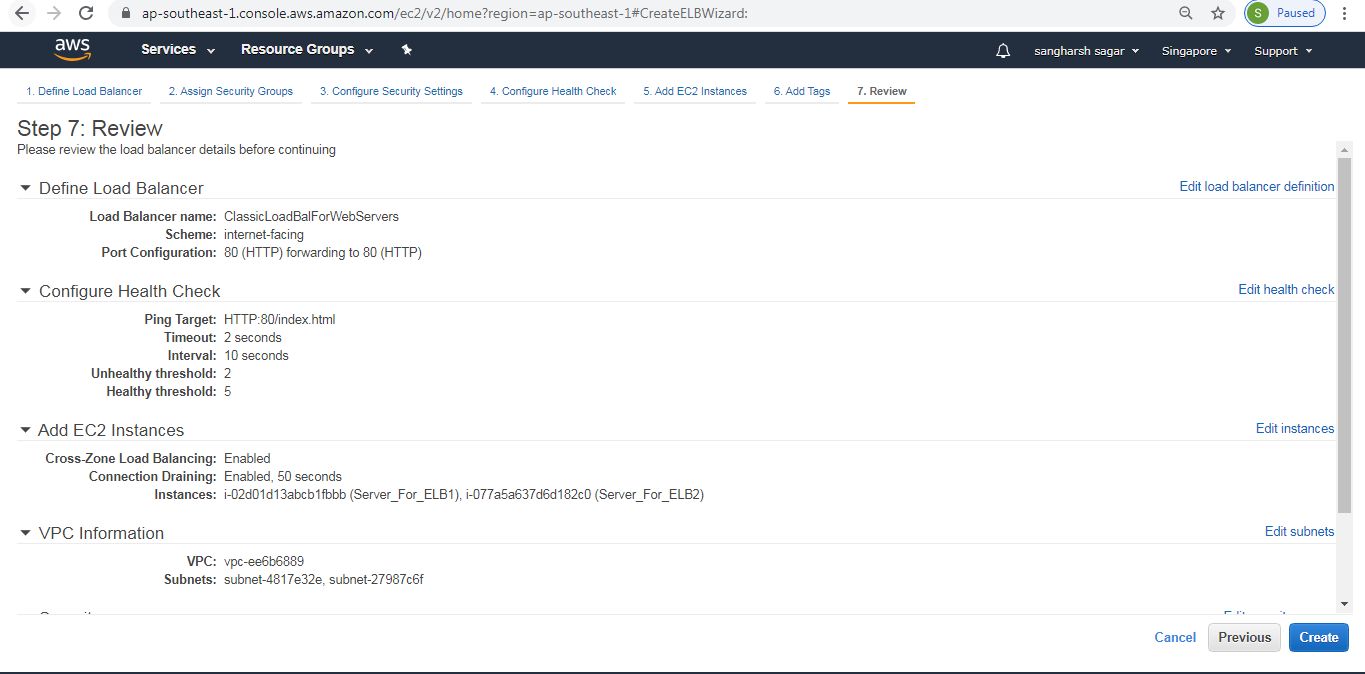 ap-southeast-1.console.aws.amazon.com/ec2/v2/home?region=ap-southeast-1#CreateELBWizard:
S Paused
aws Services Resource Groups sangharsh sagar Singapore Support
1. Define Load Balancer 2. Assign Security Groups 3. Configure Security Settings 4. Configure Health Check 5. Add EC2 Instances 6. Add Tags 7. Review
Step 7: Review
Please review the load balancer details before continuing
Define Load Balancer Edit load balancer definition
Load Balancer name: ClassicLoadBalForWebServers
Scheme: internet-facing
Port Configuration: 80 (HTTP) forwarding to 80 (HTTP)
Configure Health Check Edit health check
Ping Target: HTTP:80/index.html
Timeout: 2 seconds
Interval: 10 seconds
Unhealthy threshold: 2
Healthy threshold: 5
Add EC2 Instances Edit instances
Cross-Zone Load Balancing: Enabled
Connection Draining: Enabled, 50 seconds
Instances: i-02d01d13abcb1fbbb (Server_For_ELB1), i-077a5a637d6d182c0 (Server_For_ELB2)
VPC Information Edit subnets
VPC: vpc-ee6b6889
Subnets: subnet-4817e32e, subnet-27987c6f
Cancel Previous Create